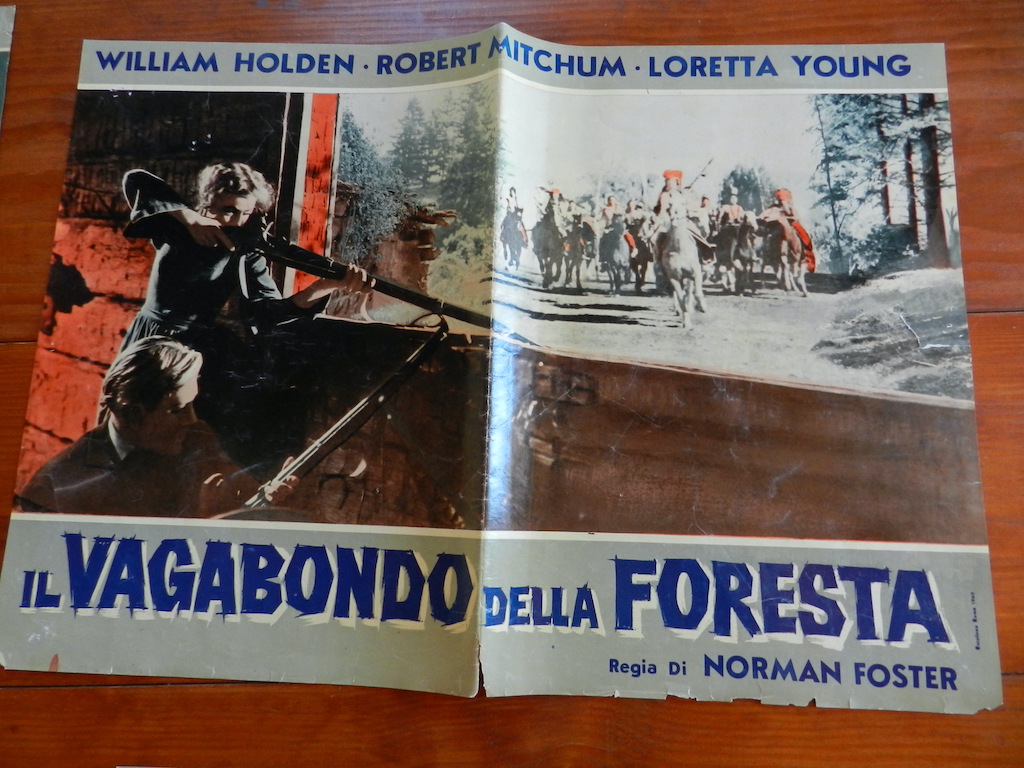 WILLIAM HOLDEN · ROBERT MITCHUM · LORETTA YOUNG
IL VAGABONDO DELLA FORESTA
Regia Di NORMAN FOSTER